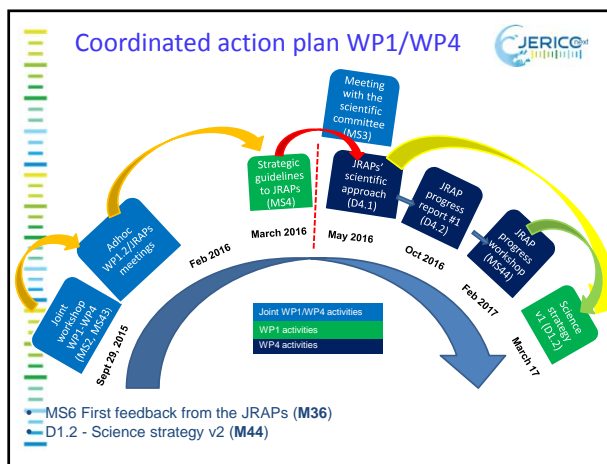 Coordinated action plan WP1/WP4
JERICO
next
Meeting
with the
scientific
committee
(MS3)
Strategic
guidelines
to JRAPs
(MS4)
JRAPs'
scientific
approach
(D4.1)
JRAP
progress
report #1
(D4.2)
JRAP
progress
workshop
(MS44)
Science
strategy
v1 (D1.2)
Adhoc
WP1.2/JRAPs
meetings
Joint
workshop
WP1-WP4
(MS2, MS43)
Sept 29, 2015
Feb 2016
March 2016
May 2016
Oct 2016
Feb 2017
March 17
Joint WP1/WP4 activities
WP1 activities
WP4 activities
• MS6 First feedback from the JRAPs (M36)
• D1.2 - Science strategy v2 (M44)